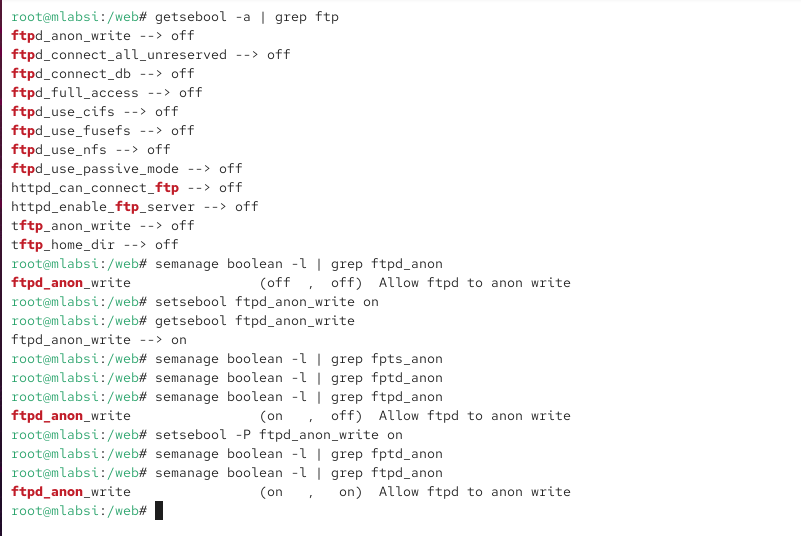 root@mlabsi:/web# getsebool -a | grep ftp
ftpd_anon_write --> off
ftpd_connect_all_unreserved --> off
ftpd_connect_db --> off
ftpd_full_access --> off
ftpd_use_cifs --> off
ftpd_use_fusefs --> off
ftpd_use_nfs --> off
ftpd_use_passive_mode --> off
httpd_can_connect_ftp --> off
httpd_enable_ftp_server --> off
tftp_anon_write --> off
tftp_home_dir --> off
root@mlabsi:/web# semanage boolean -l | grep ftpd_anon
ftpd_anon_write                (off  ,  off)  Allow ftpd to anon write
root@mlabsi:/web# setsebool ftpd_anon_write on
root@mlabsi:/web# getsebool ftpd_anon_write
ftpd_anon_write --> on
root@mlabsi:/web# semanage boolean -l | grep fpts_anon
root@mlabsi:/web# semanage boolean -l | grep fptd_anon
root@mlabsi:/web# semanage boolean -l | grep ftpd_anon
ftpd_anon_write                (on   ,  off)  Allow ftpd to anon write
root@mlabsi:/web# setsebool -P ftpd_anon_write on
root@mlabsi:/web# semanage boolean -l | grep fptd_anon
root@mlabsi:/web# semanage boolean -l | grep ftpd_anon
ftpd_anon_write                (on   ,   on)  Allow ftpd to anon write
root@mlabsi:/web#